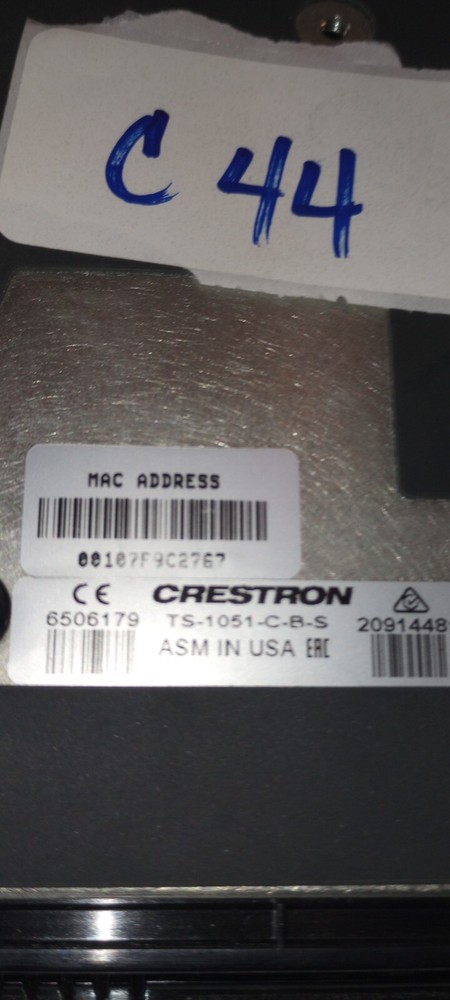 C 44
MAC ADDRESS
00107F9C2767
CE CRESTRON
6506179 TS-1051-C-B-S 2091448
ASM IN USA EAC